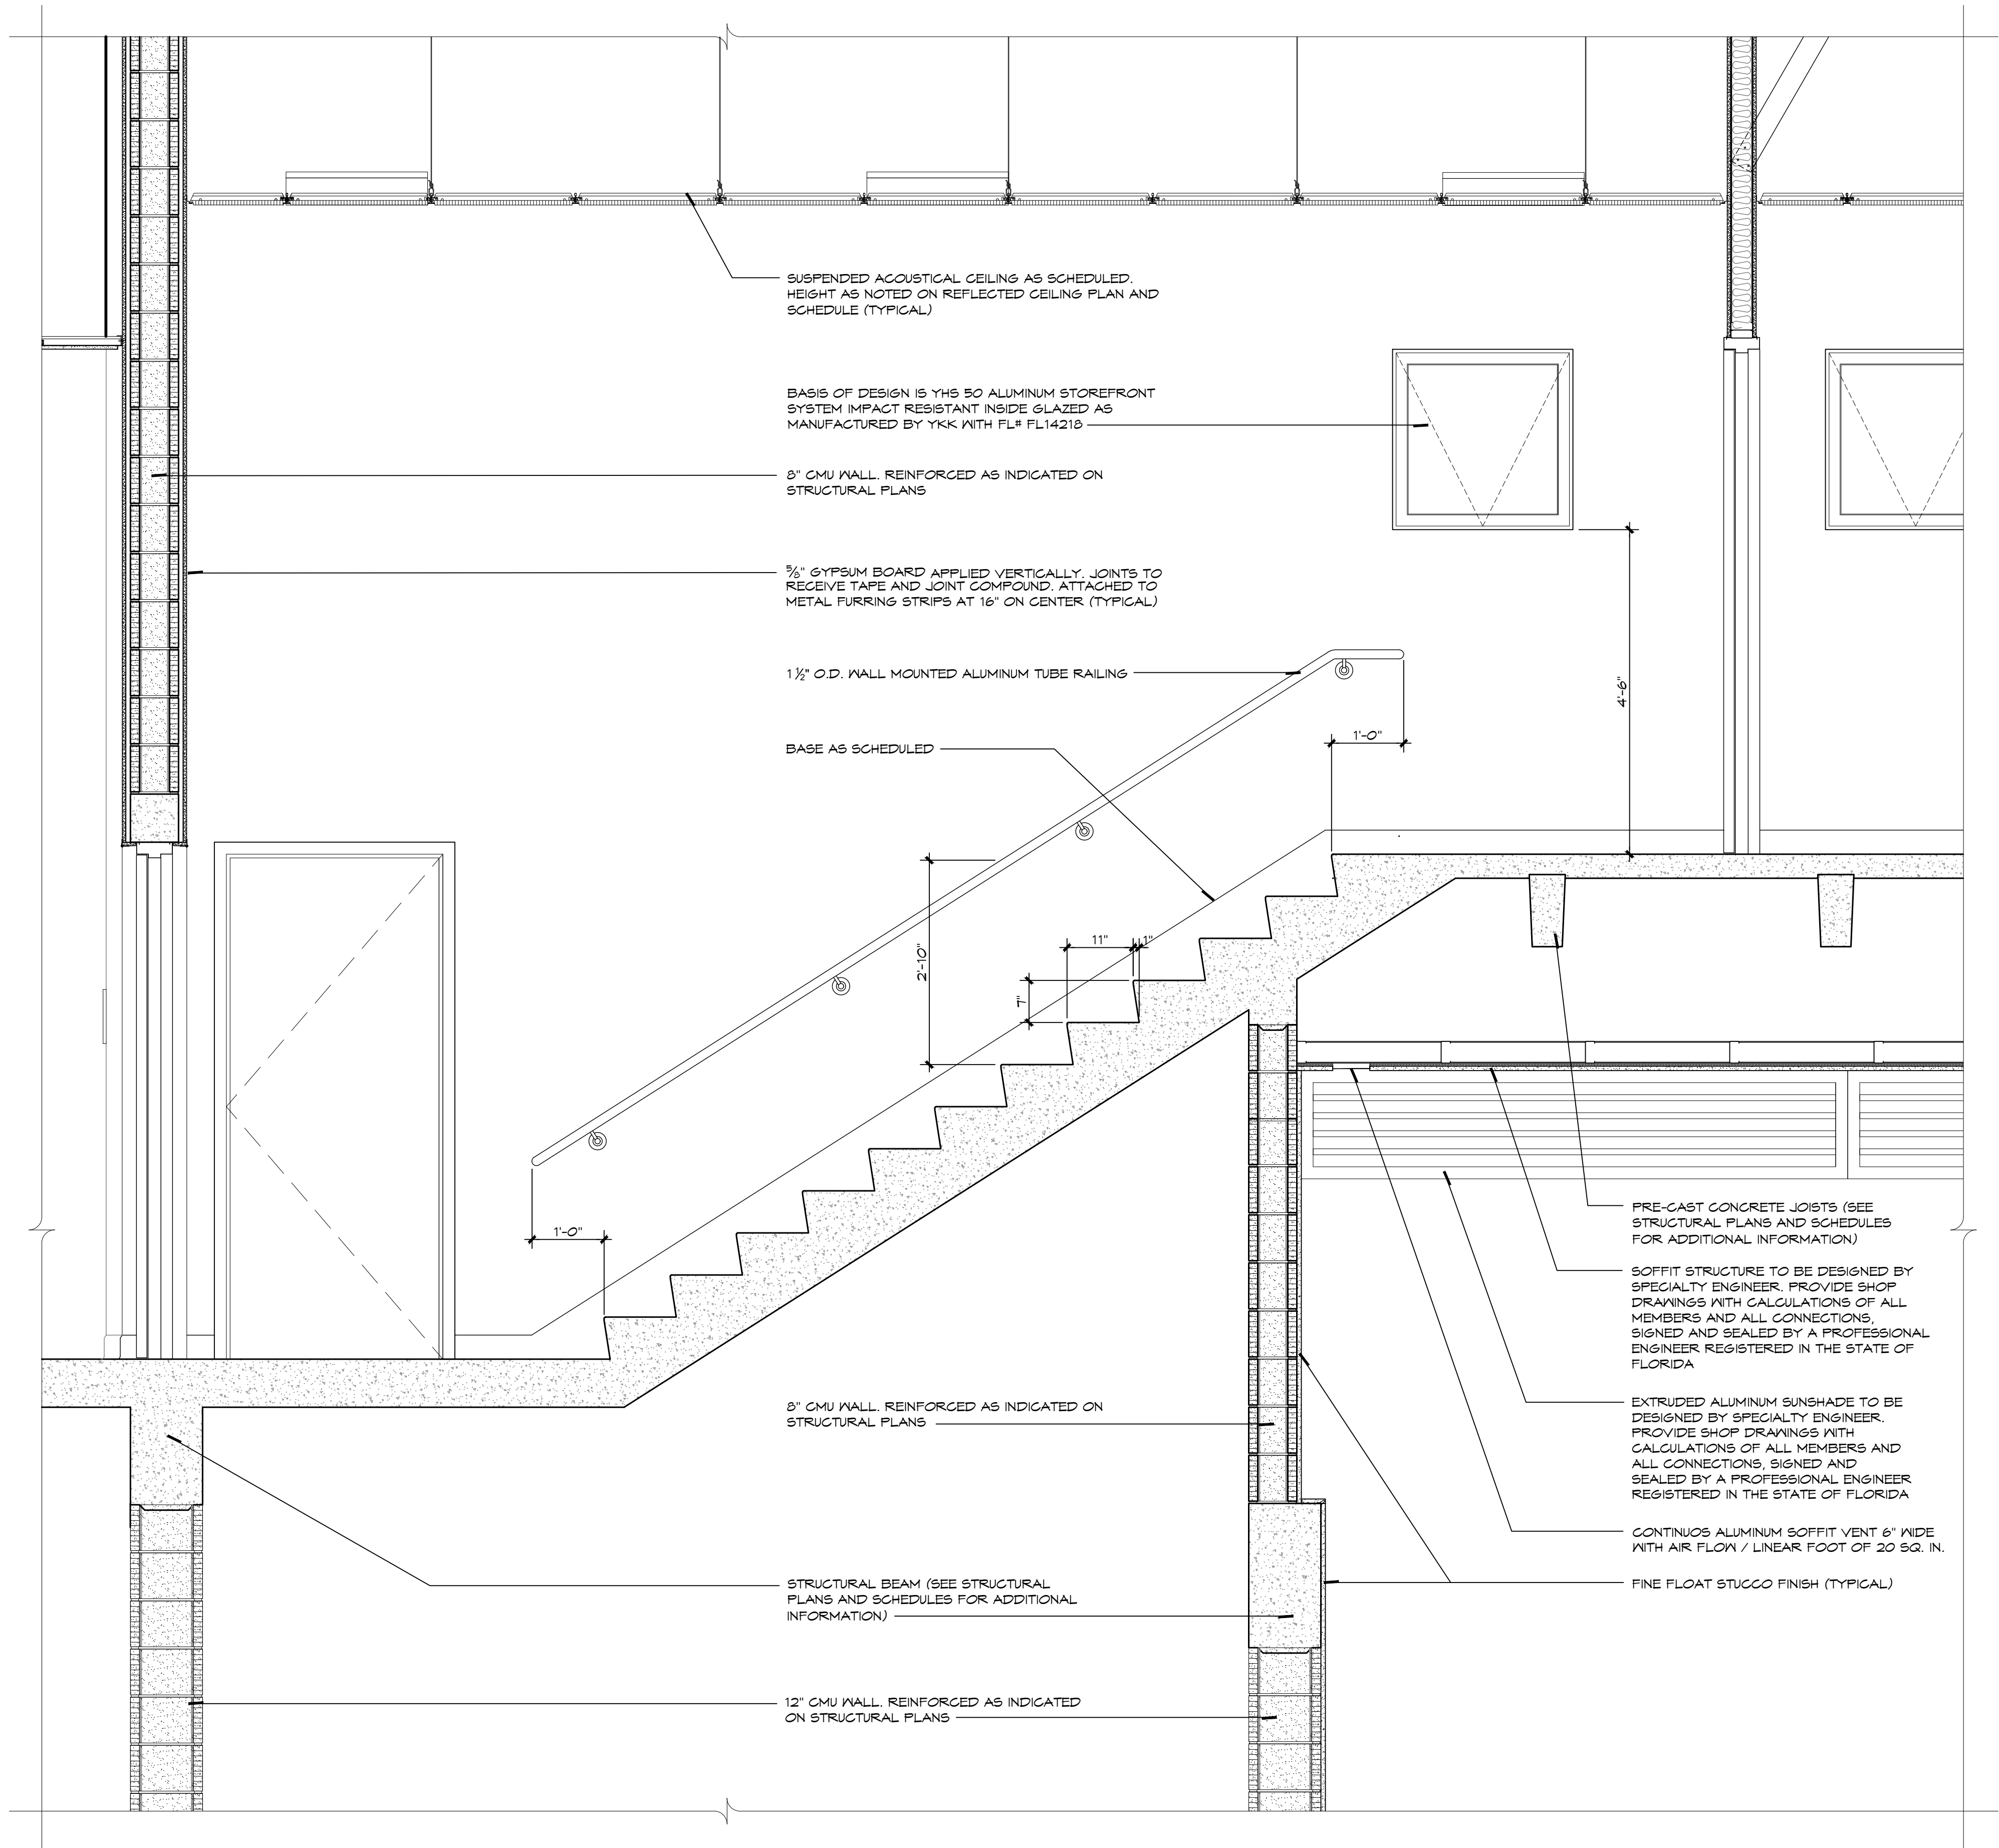 SUSPENDED ACOUSTICAL CEILING AS SCHEDULED.
HEIGHT AS NOTED ON REFLECTED CEILING PLAN AND
SCHEDULE (TYPICAL)
BASIS OF DESIGN IS YHS 50 ALUMINUM STOREFRONT
SYSTEM IMPACT RESISTANT INSIDE GLAZED AS
MANUFACTURED BY YKK WITH FL# FL14218
8" CMU WALL. REINFORCED AS INDICATED ON
STRUCTURAL PLANS
5/8" GYPSUM BOARD APPLIED VERTICALLY. JOINTS TO
RECEIVE TAPE AND JOINT COMPOUND. ATTACHED TO
METAL FURRING STRIPS AT 16" ON CENTER (TYPICAL)
1 1/2" O.D. WALL MOUNTED ALUMINUM TUBE RAILING
4'-6"
1'-0"
BASE AS SCHEDULED
2'-10"
11"
1"
7"
1'-0"
PRE-CAST CONCRETE JOISTS (SEE
STRUCTURAL PLANS AND SCHEDULES
FOR ADDITIONAL INFORMATION)
SOFFIT STRUCTURE TO BE DESIGNED BY
SPECIALTY ENGINEER. PROVIDE SHOP
DRAWINGS WITH CALCULATIONS OF ALL
MEMBERS AND ALL CONNECTIONS,
SIGNED AND SEALED BY A PROFESSIONAL
ENGINEER REGISTERED IN THE STATE OF
FLORIDA
8" CMU WALL. REINFORCED AS INDICATED ON
STRUCTURAL PLANS
EXTRUDED ALUMINUM SUNSHADE TO BE
DESIGNED BY SPECIALTY ENGINEER.
PROVIDE SHOP DRAWINGS WITH
CALCULATIONS OF ALL MEMBERS AND
ALL CONNECTIONS, SIGNED AND
SEALED BY A PROFESSIONAL ENGINEER
REGISTERED IN THE STATE OF FLORIDA
CONTINUOS ALUMINUM SOFFIT VENT 6" WIDE
WITH AIR FLOW / LINEAR FOOT OF 20 SQ. IN.
FINE FLOAT STUCCO FINISH (TYPICAL)
STRUCTURAL BEAM (SEE STRUCTURAL
PLANS AND SCHEDULES FOR ADDITIONAL
INFORMATION)
12" CMU WALL. REINFORCED AS INDICATED
ON STRUCTURAL PLANS